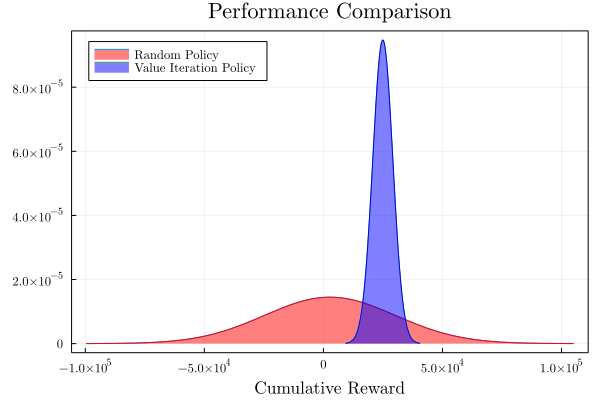 Performance Comparison
Random Policy
Value Iteration Policy
8.0×10⁻⁵
6.0×10⁻⁵
4.0×10⁻⁵
2.0×10⁻⁵
0
−1.0×10⁵ −5.0×10⁴ 0 5.0×10⁴ 1.0×10⁵
Cumulative Reward